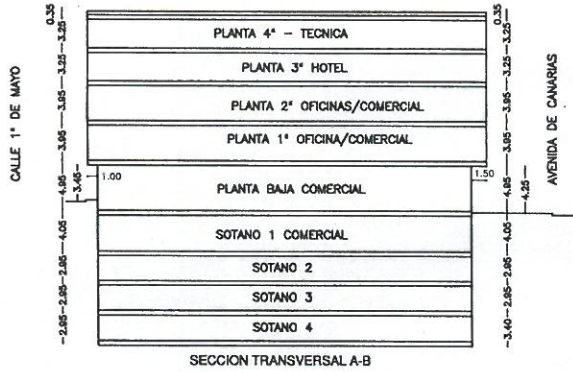 0.35
0.35
3.25
3.25
PLANTA 4ª - TECNICA
3.25
3.25
PLANTA 3ª HOTEL
3.95
3.95
PLANTA 2ª OFICINAS/COMERCIAL
3.95
3.95
PLANTA 1ª OFICINA/COMERCIAL
CALLE 1º DE MAYO
AVENIDA DE CANARIAS
1.00
1.50
4.95
3.45
4.95
4.25
PLANTA BAJA COMERCIAL
4.05
4.05
SOTANO 1 COMERCIAL
2.95
2.95
SOTANO 2
2.95
2.95
SOTANO 3
2.95
3.40
SOTANO 4
SECCION TRANSVERSAL A-B